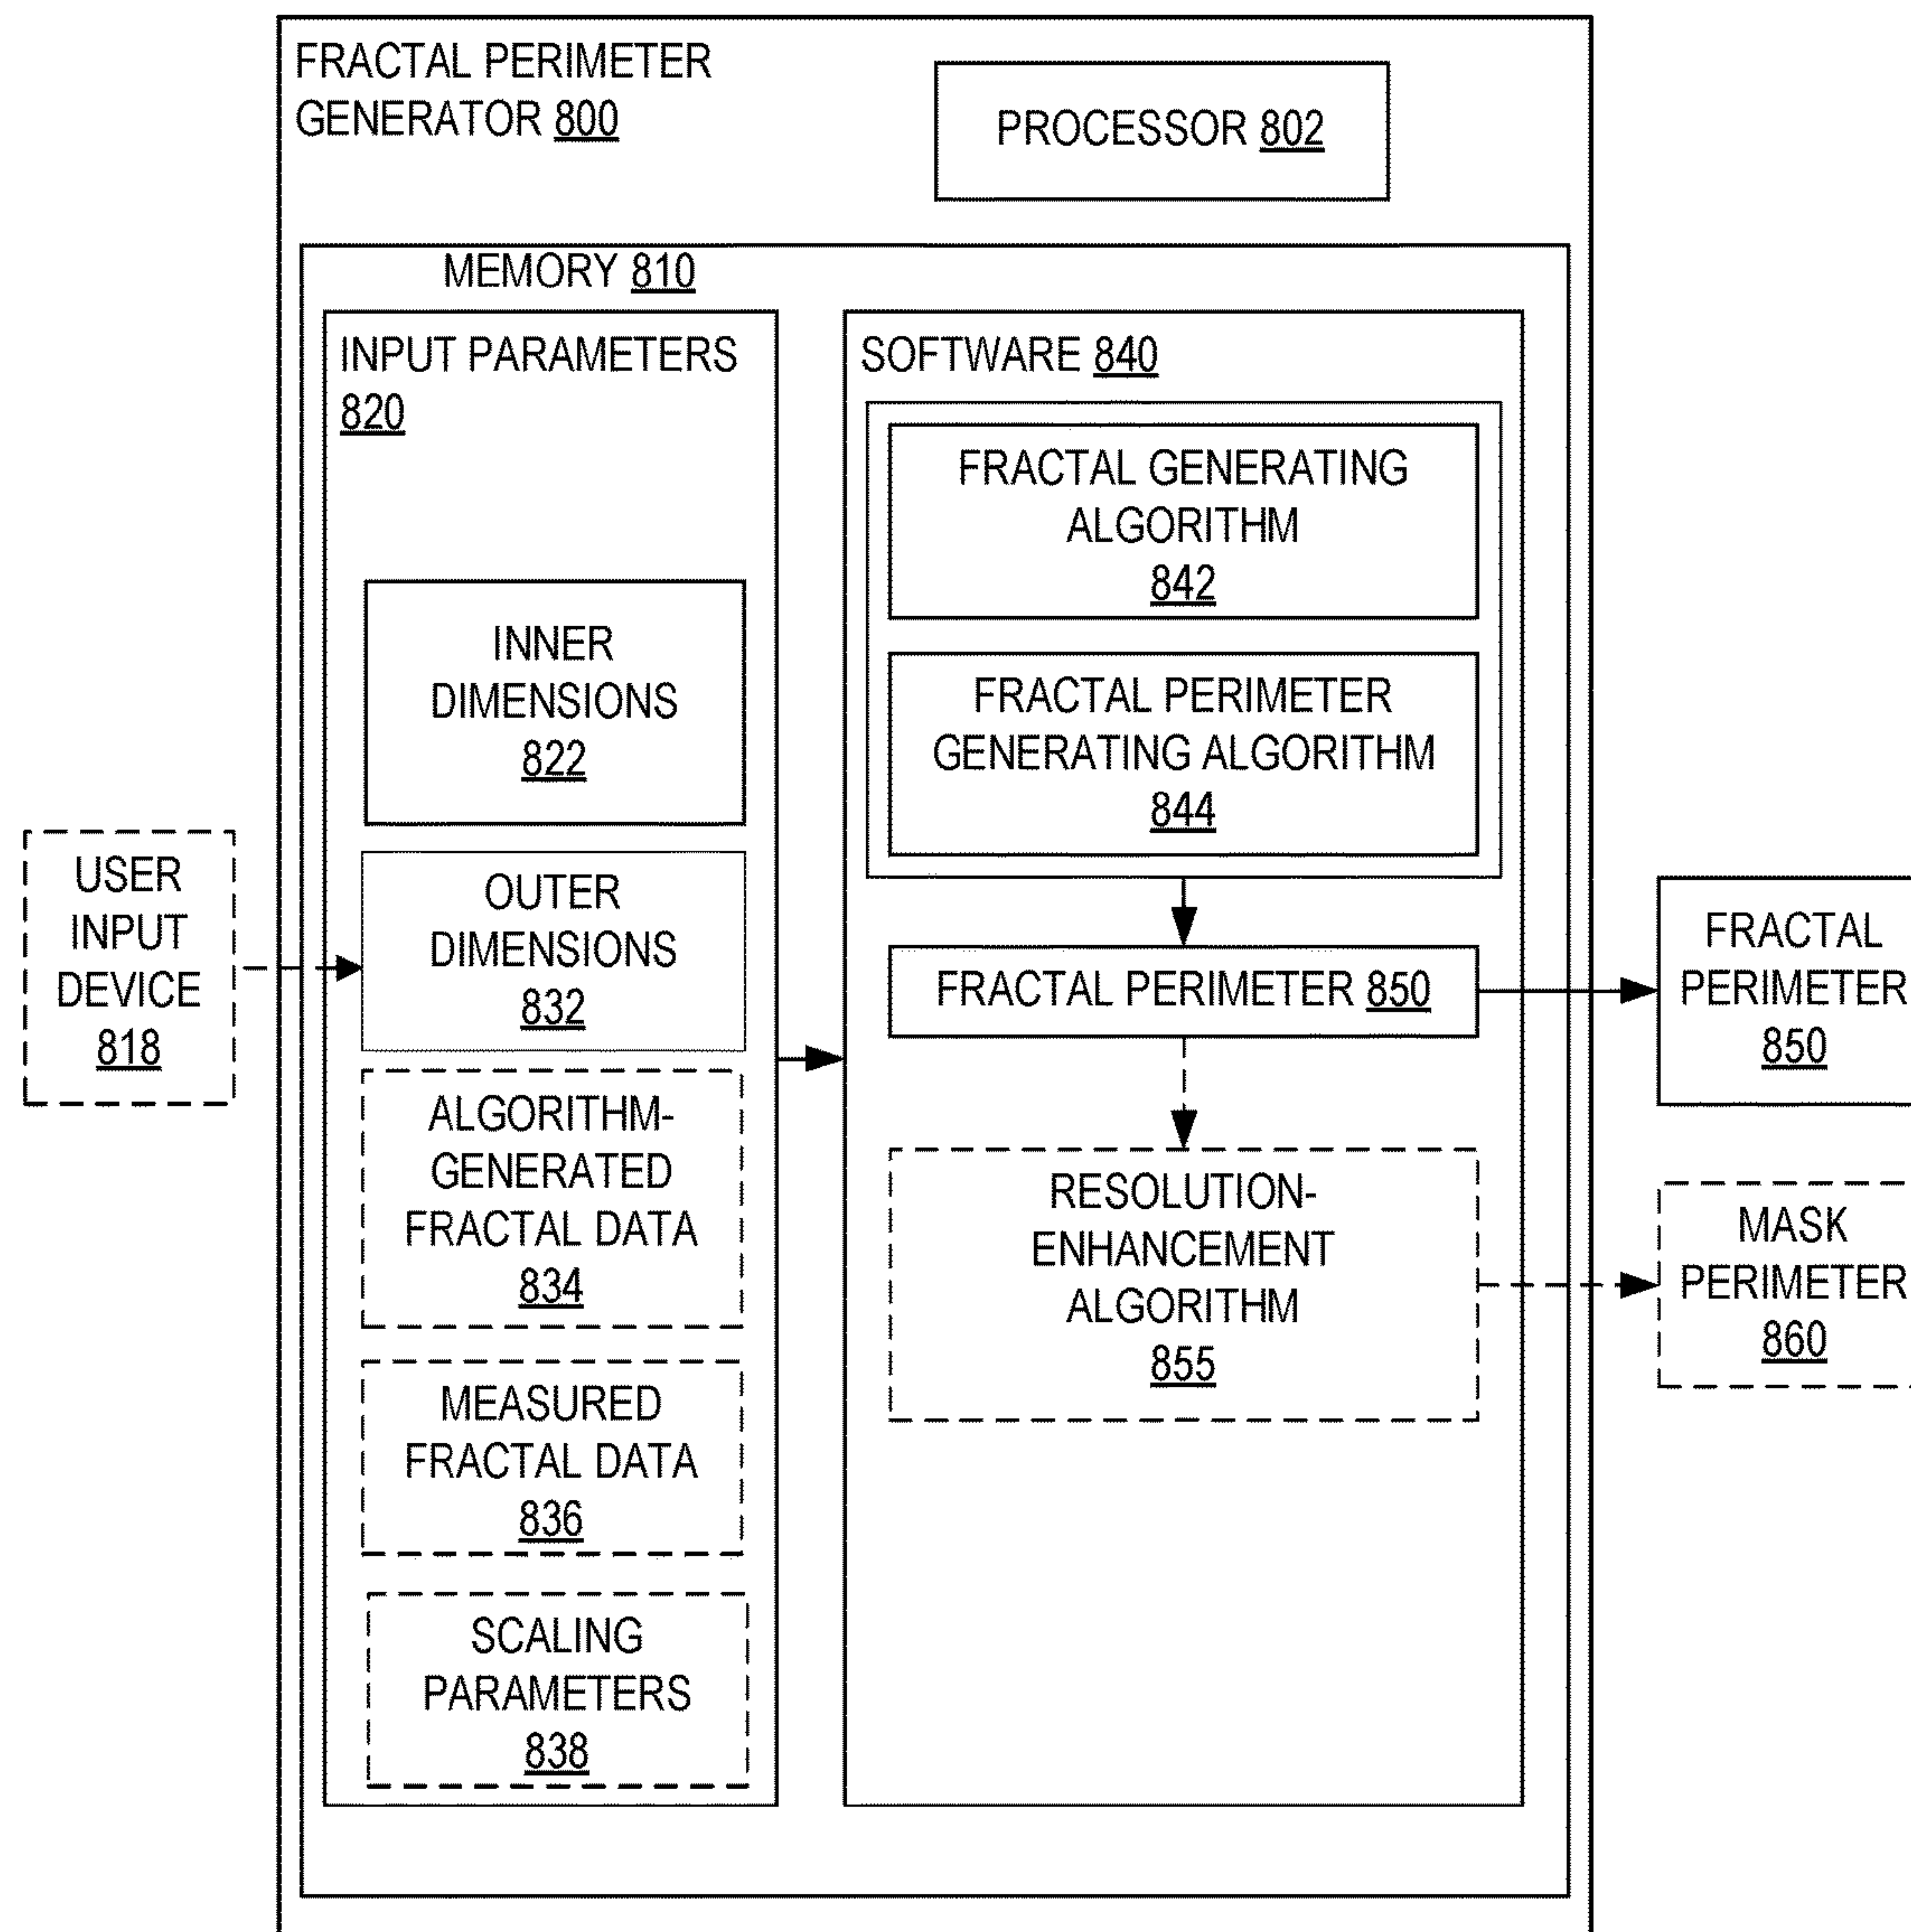 FRACTAL PERIMETER
GENERATOR 800
PROCESSOR 802
MEMORY 810
INPUT PARAMETERS
820
INNER
DIMENSIONS
822
OUTER
DIMENSIONS
832
ALGORITHM-
GENERATED
FRACTAL DATA
834
MEASURED
FRACTAL DATA
836
SCALING
PARAMETERS
838
USER
INPUT
DEVICE
818
SOFTWARE 840
FRACTAL GENERATING
ALGORITHM
842
FRACTAL PERIMETER
GENERATING ALGORITHM
844
FRACTAL PERIMETER 850
RESOLUTION-
ENHANCEMENT
ALGORITHM
855
FRACTAL
PERIMETER
850
MASK
PERIMETER
860